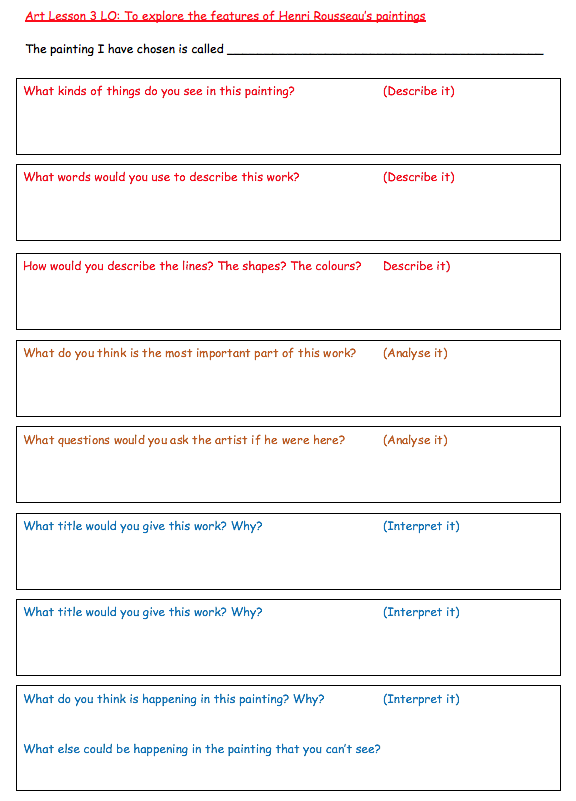 Art Lesson 3 LO: To explore the features of Henri Rousseau's paintings
The painting I have chosen is called ________________________________________
What kinds of things do you see in this painting? (Describe it)
What words would you use to describe this work? (Describe it)
How would you describe the lines? The shapes? The colours? Describe it)
What do you think is the most important part of this work? (Analyse it)
What questions would you ask the artist if he were here? (Analyse it)
What title would you give this work? Why? (Interpret it)
What title would you give this work? Why? (Interpret it)
What do you think is happening in this painting? Why? (Interpret it)
What else could be happening in the painting that you can't see?